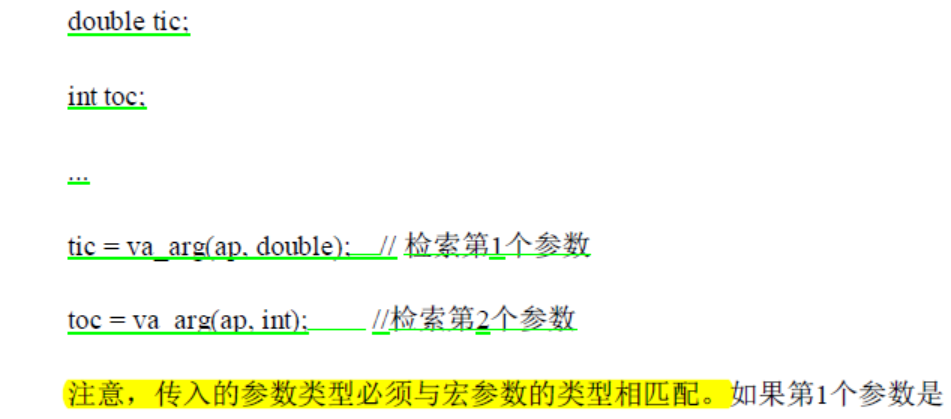 double tic;
int toc;
...
tic = va_arg(ap, double); // 检索第1个参数
toc = va_arg(ap, int); //检索第2个参数
注意，传入的参数类型必须与宏参数的类型相匹配。如果第1个参数是